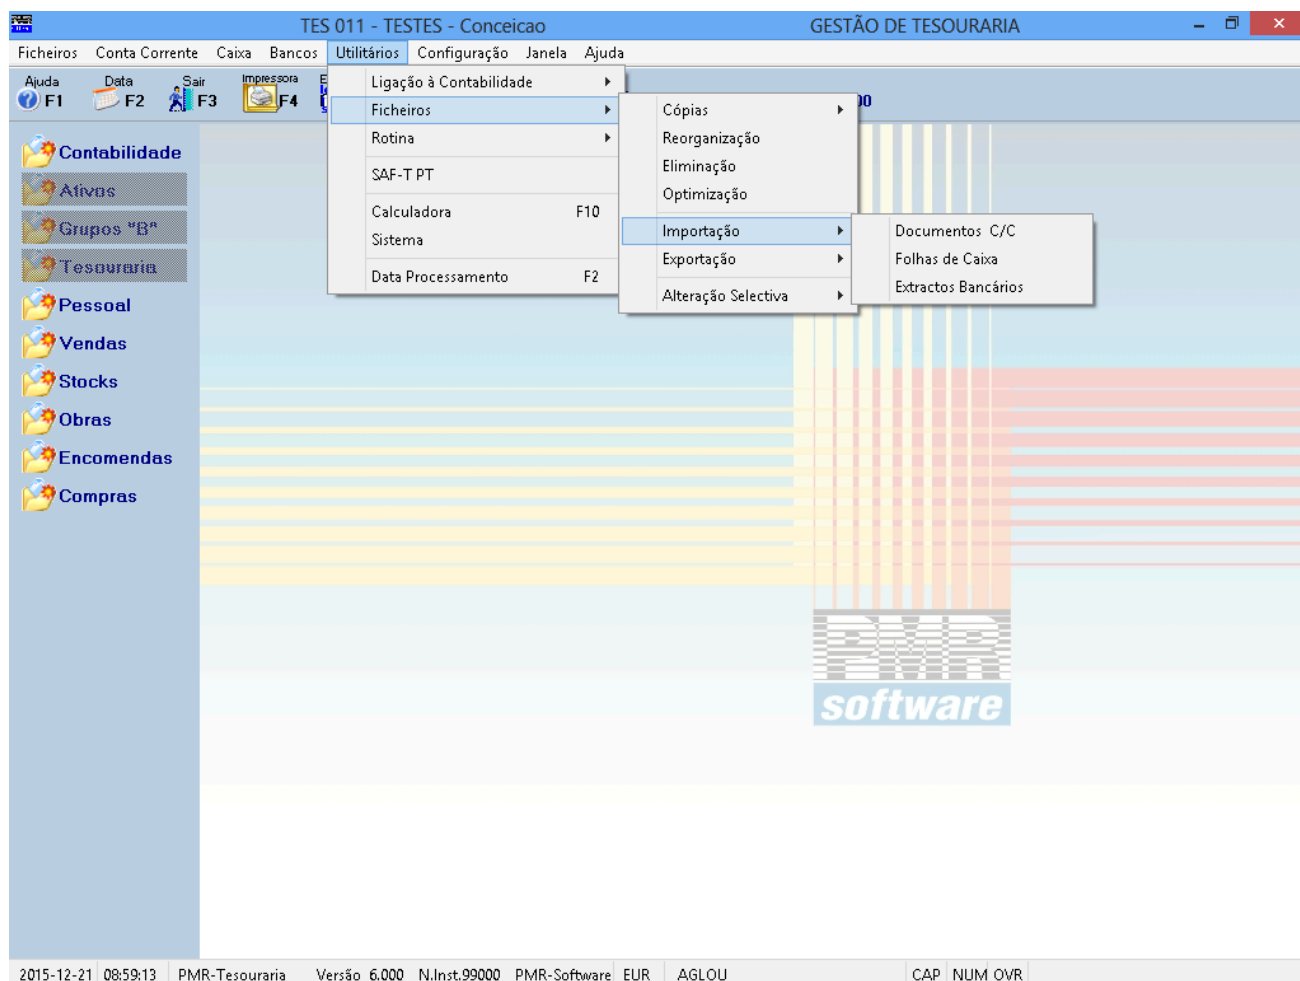 TES 011 - TESTES - Conceicao GESTÃO DE TESOURARIA
Ficheiros Conta Corrente Caixa Bancos Utilitários Configuração Janela Ajuda
Ajuda F1 Data F2 Sair F3 Impressora F4
Ligação à Contabilidade
Ficheiros
Rotina
SAF-T PT
Calculadora F10
Sistema
Data Processamento F2
Cópias
Reorganização
Eliminação
Optimização
Importação
Exportação
Alteração Selectiva
Documentos C/C
Folhas de Caixa
Extractos Bancários
Contabilidade
Ativos
Grupos "B"
Tesouraria
Pessoal
Vendas
Stocks
Obras
Encomendas
Compras
PMR
software
2015-12-21 08:59:13 PMR-Tesouraria Versão 6.000 N.Inst.99000 PMR-Software EUR AGLOU CAP NUM OVR